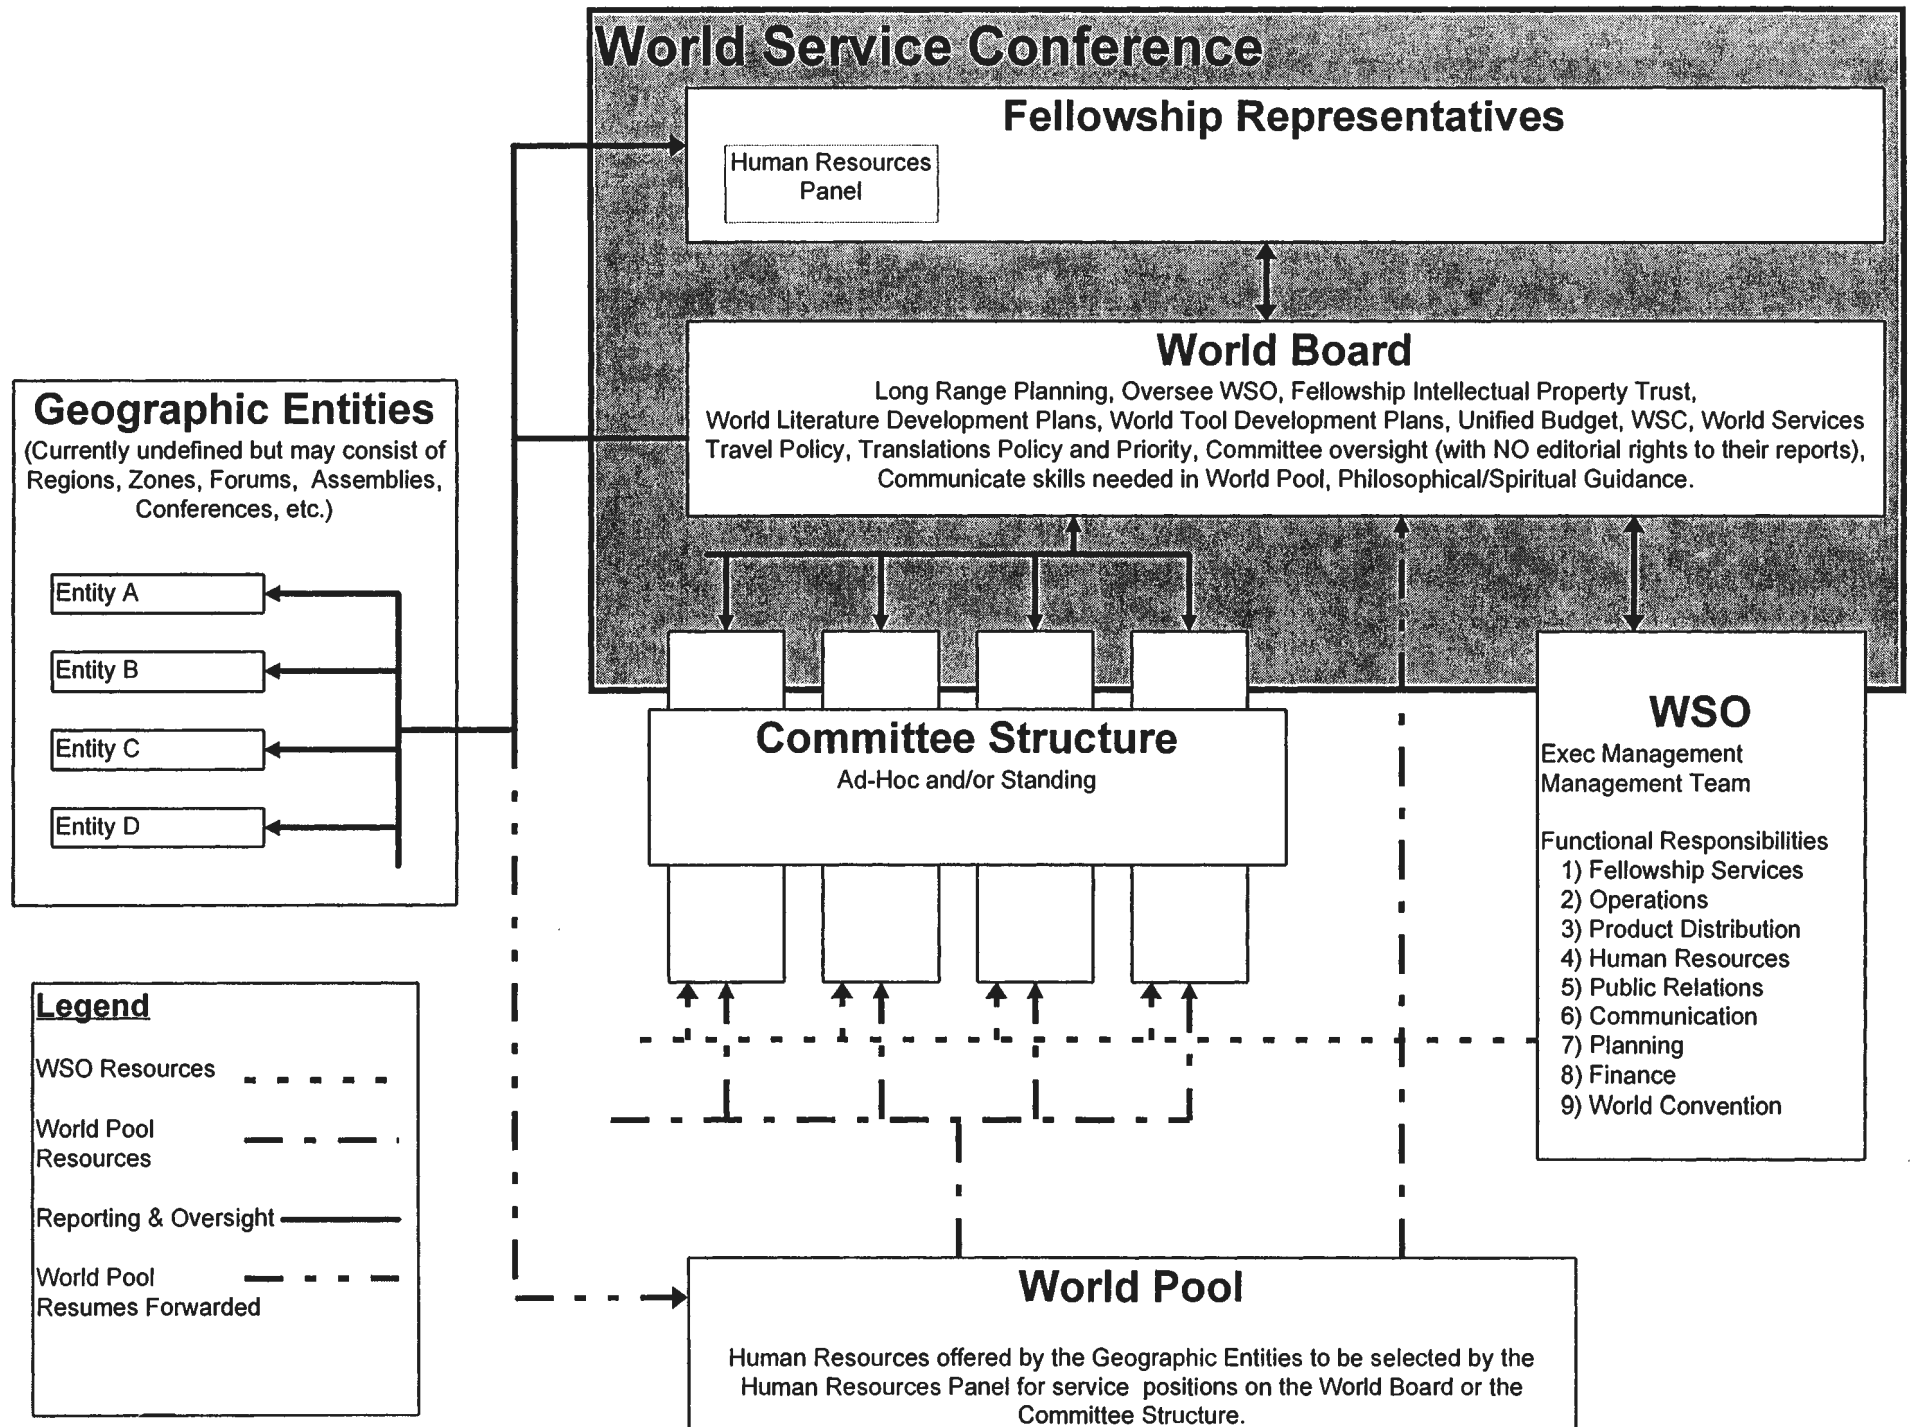 World Service Conference
Fellowship Representatives
Human Resources
Panel
World Board
Long Range Planning, Oversee WSO, Fellowship Intellectual Property Trust,
World Literature Development Plans, World Tool Development Plans, Unified Budget, WSC, World Services
Travel Policy, Translations Policy and Priority, Committee oversight (with NO editorial rights to their reports),
Communicate skills needed in World Pool, Philosophical/Spiritual Guidance.
Geographic Entities
(Currently undefined but may consist of
Regions, Zones, Forums, Assemblies,
Conferences, etc.)
Entity A
Entity B
Entity C
Entity D
Committee Structure
Ad-Hoc and/or Standing
WSO
Exec Management
Management Team
Functional Responsibilities
1) Fellowship Services
2) Operations
3) Product Distribution
4) Human Resources
5) Public Relations
6) Communication
7) Planning
8) Finance
9) World Convention
Legend
WSO Resources
World Pool
Resources
Reporting & Oversight
World Pool
Resumes Forwarded
World Pool
Human Resources offered by the Geographic Entities to be selected by the
Human Resources Panel for service positions on the World Board or the
Committee Structure.